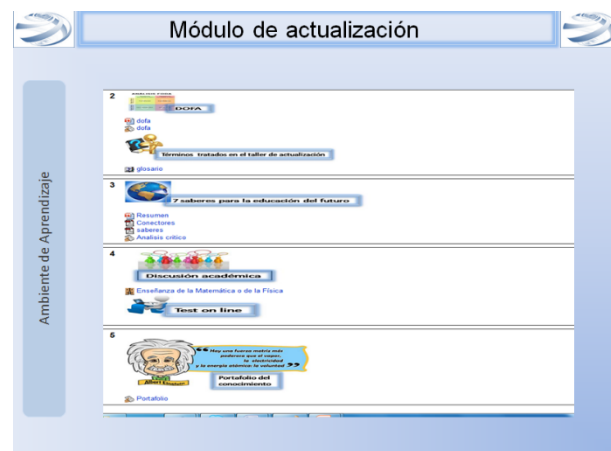 Módulo de actualización
Ambiente de Aprendizaje
2
DOFA
dofa
dofa
Términos tratados en el taller de actualización
glosario
3
7 saberes para la educación del futuro
Resumen
Conectores
saberes
Analisis critico
4
Discusión académica
Enseñanza de la Matemática o de la Física
Test on line
5
Hay una fuerza motriz más
poderosa que el vapor,
la electricidad
y la energía atómica: la voluntad
Albert Einstein
Portafolio del
conocimiento
Portafolio